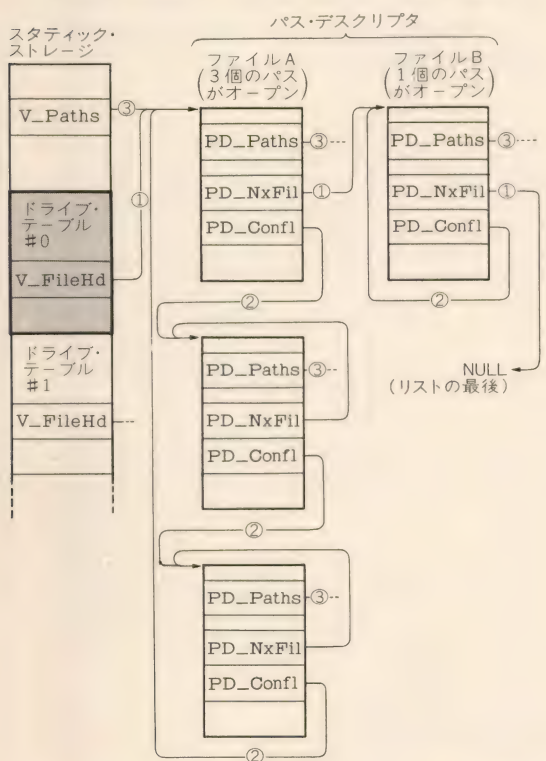 パス・デスクリプタ
スタティック・
ストレージ
V_Paths
③
ドライブ・
テーブル
#0
①
V_FileHd
ドライブ・
テーブル
#1
V_FileHd
ファイルA
(3個のパス
がオープン)
PD_Paths
③
PD_NxFil
①
PD_Confl
②
ファイルB
(1個のパス
がオープン)
PD_Paths
③
PD_NxFil
①
PD_Confl
②
NULL
(リストの最後)
PD_Paths
③
PD_NxFil
PD_Confl
②
PD_Paths
③
PD_NxFil
PD_Confl
②